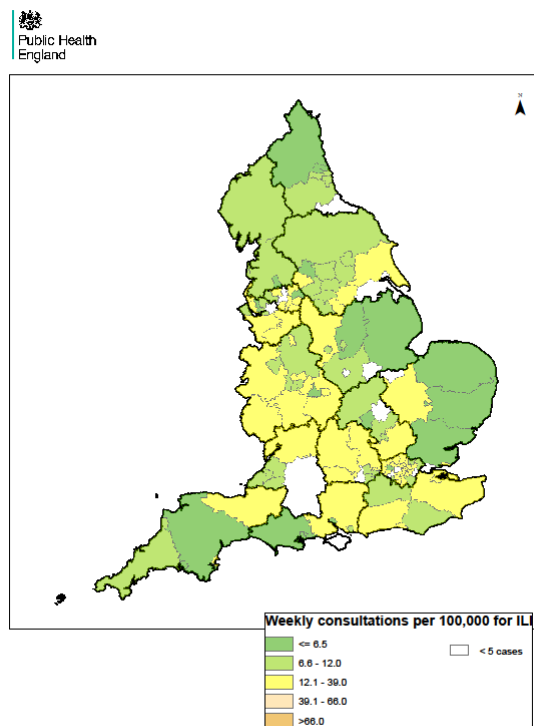 Public Health
England
N
Weekly consultations per 100,000 for ILI
<= 6.5
6.6 - 12.0
12.1 - 39.0
39.1 - 66.0
>66.0
< 5 cases